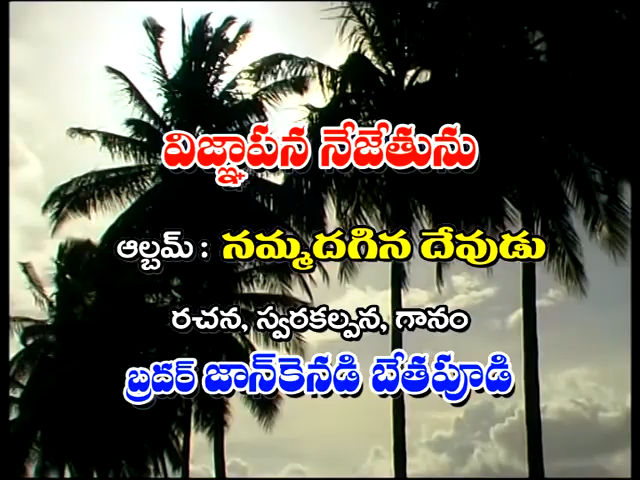 విజ్ఞాపన నేజేతును
ఆల్బమ్ : నమ్మదగిన దేవుడు
రచన, స్వరకల్పన, గానం
బ్రదర్ జాన్‌కెనడి బేతపూడి